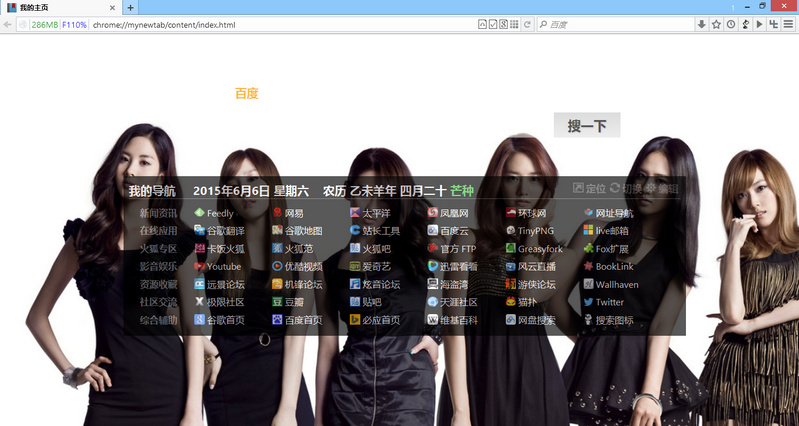 我的主页
286MB F110% chrome://mynewtab/content/index.html 百度
百度
搜一下
我的导航 2015年6月6日 星期六 农历 乙未羊年 四月二十 芒种 定位 切换 编辑
新闻资讯 Feedly 网易 太平洋 凤凰网 环球网 网址导航
在线应用 谷歌翻译 谷歌地图 站长工具 百度云 TinyPNG live邮箱
火狐专项 卡饭火狐 火狐范 火狐吧 官方 FTP Greasyfork Fox扩展
影音娱乐 Youtube 优酷视频 爱奇艺 迅雷看看 风云直播 BookLink
资源收藏 远景论坛 机锋论坛 炫音论坛 海盗湾 游侠论坛 Wallhaven
社区交流 极限社区 豆瓣 贴吧 天涯社区 猫扑 Twitter
综合辅助 谷歌首页 百度首页 必应首页 维基百科 网盘搜索 搜索图标